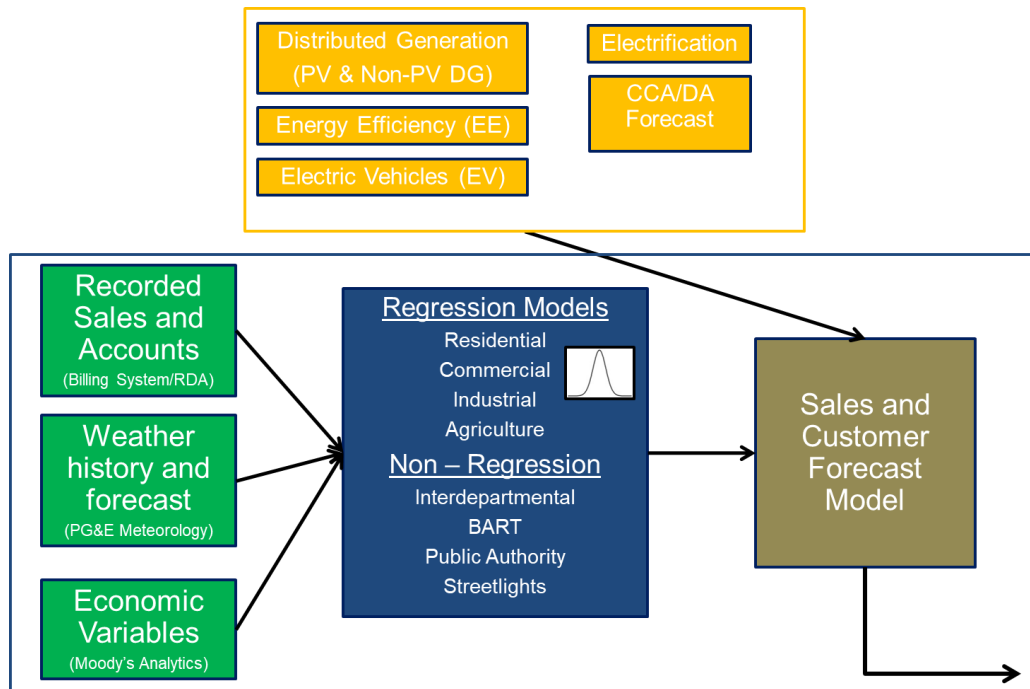 Distributed Generation
(PV & Non-PV DG)
Energy Efficiency (EE)
Electric Vehicles (EV)
Electrification
CCA/DA
Forecast
Recorded
Sales and
Accounts
(Billing System/RDA)
Weather
history and
forecast
(PG&E Meteorology)
Economic
Variables
(Moody's Analytics)
Regression Models
Residential
Commercial
Industrial
Agriculture
Non – Regression
Interdepartmental
BART
Public Authority
Streetlights
Sales and
Customer
Forecast
Model